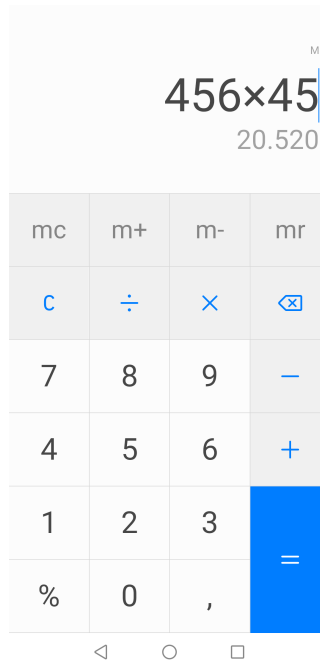 M
456×45
20.520
mc m+ m- mr
C ÷ ×
7 8 9 −
4 5 6 +
1 2 3
% 0 , =